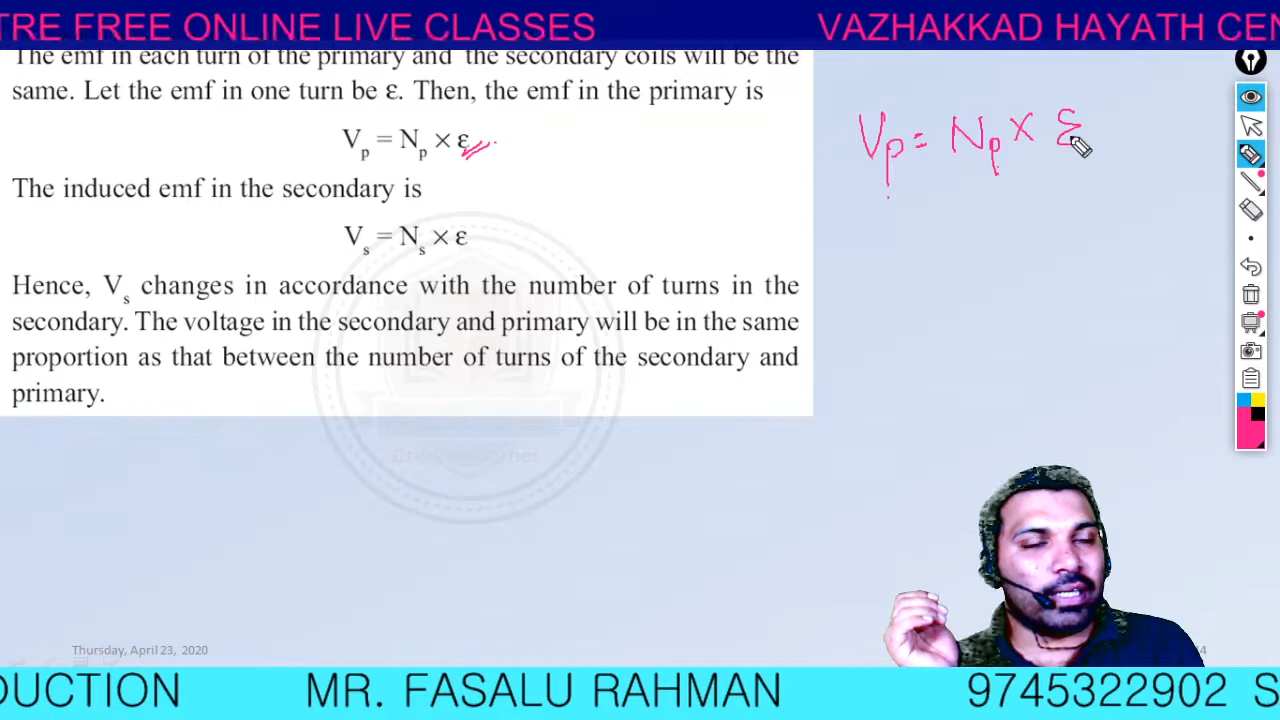 TRE FREE ONLINE LIVE CLASSES VAZHAKKAD HAYATH CEN
The emf in each turn of the primary and the secondary coils will be the
same. Let the emf in one turn be ε. Then, the emf in the primary is
Vp = Np × ε
Vp = Np × ε
The induced emf in the secondary is
Vs = Ns × ε
Hence, Vs changes in accordance with the number of turns in the
secondary. The voltage in the secondary and primary will be in the same
proportion as that between the number of turns of the secondary and
primary.
Thursday, April 23, 2020
DUCTION MR. FASALU RAHMAN 9745322902 S